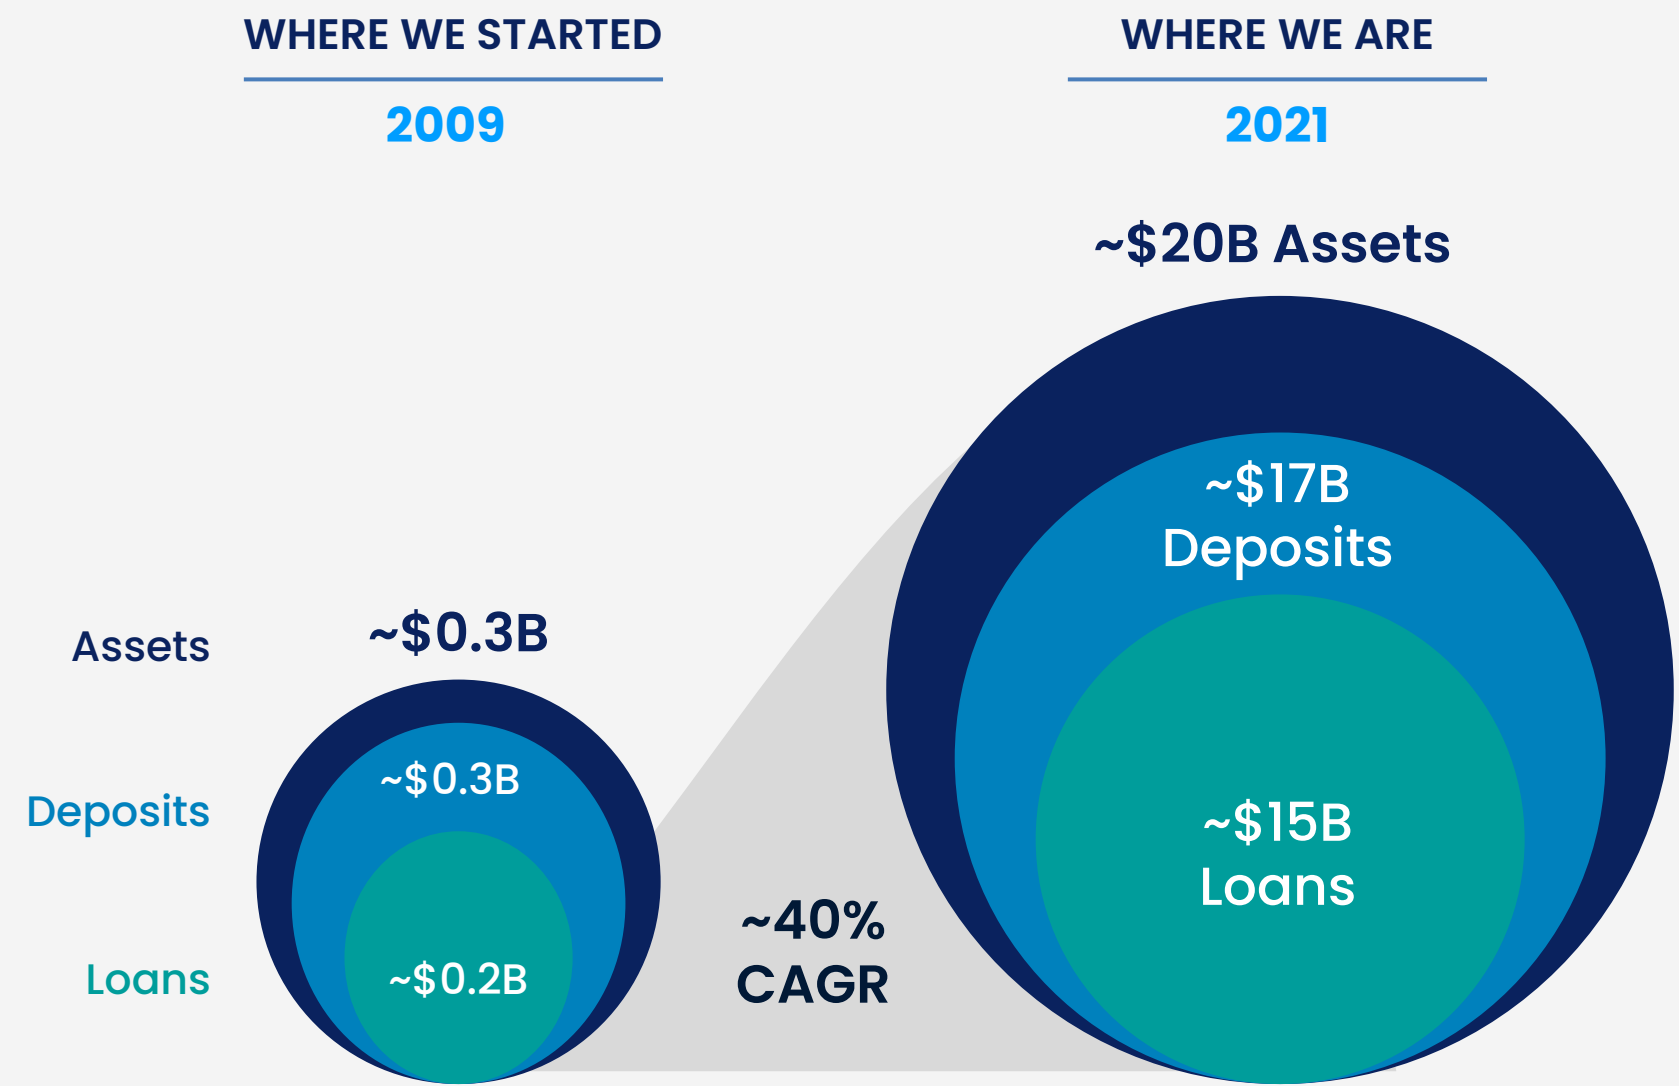 WHERE WE STARTED
2009
WHERE WE ARE
2021
~$20B Assets
Assets
~$0.3B
Deposits
~$0.3B
Loans
~$0.2B
~40%
CAGR
~$17B
Deposits
~$15B
Loans